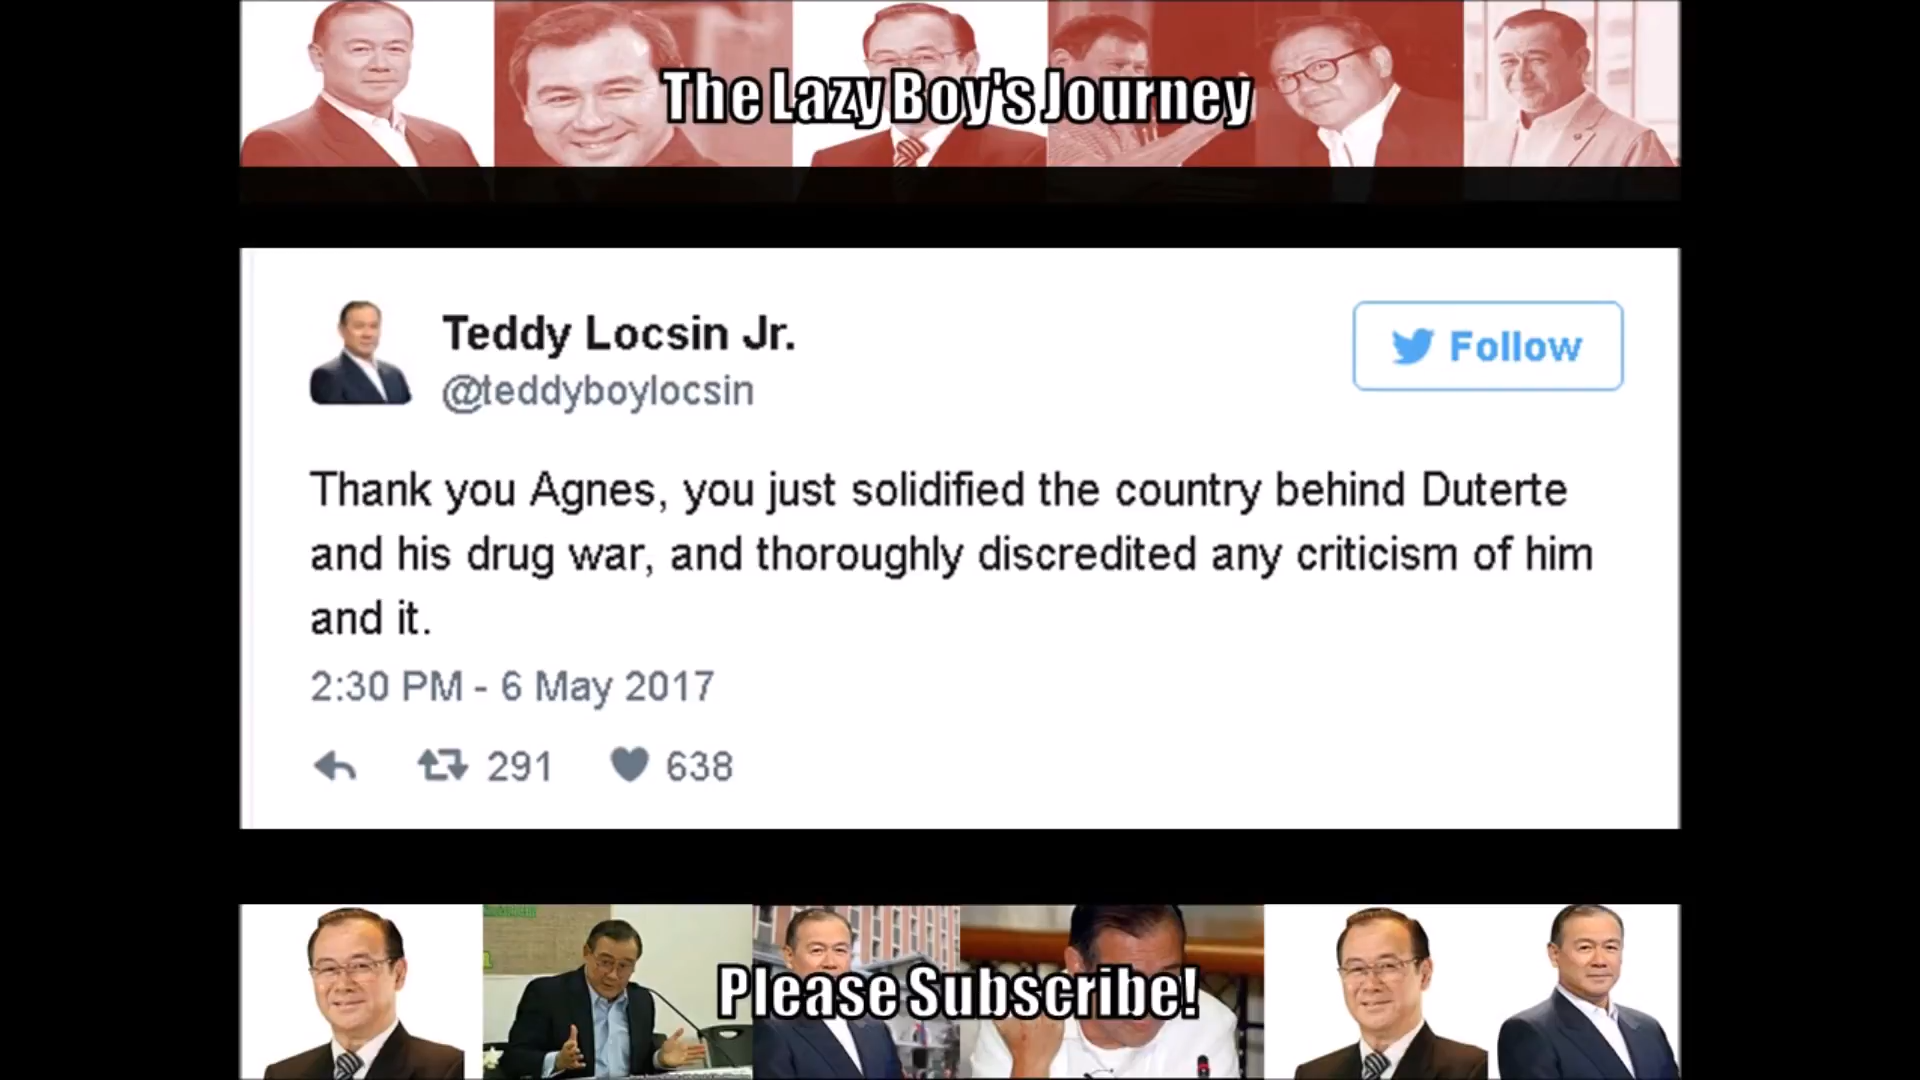 The Lazy Boy's Journey
Teddy Locsin Jr.
@teddyboylocsin
Follow
Thank you Agnes, you just solidified the country behind Duterte
and his drug war, and thoroughly discredited any criticism of him
and it.
2:30 PM - 6 May 2017
291 638
Please Subscribe!